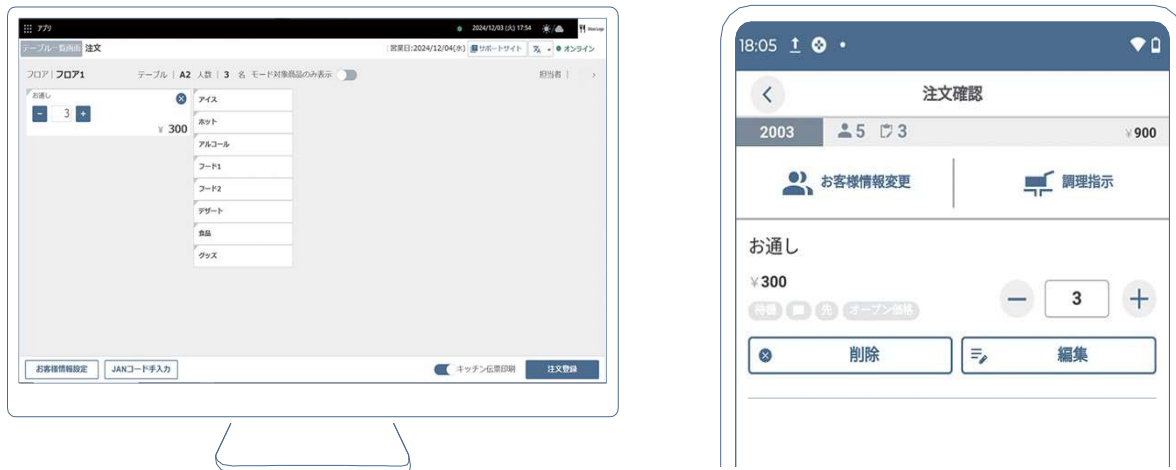 アプリ
2024/12/03 (火) 17:54
テーブル一覧画面 注文
営業日:2024/12/04(水) サポートサイト オンライン
フロア | フロア1 テーブル | A2 人数 | 3 名 モード対象商品のみ表示
担当者 |
お通し
- 3 +
¥ 300
アイス
ホット
アルコール
フード1
フード2
デザート
食品
グッズ
お客様情報設定 JANコード手入力
キッチン伝票印刷 注文登録
18:05
注文確認
2003 5 3 ¥900
お客様情報変更 調理指示
お通し
¥300
待機 先 オープン価格
- 3 +
削除 編集